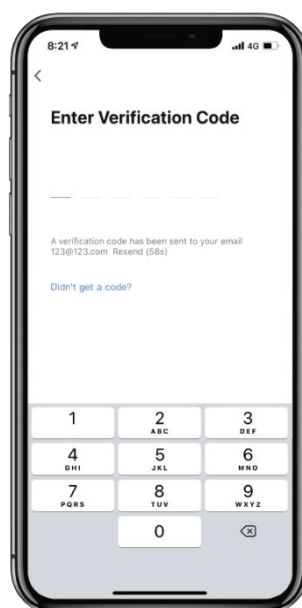 8:21
4G
Enter Verification Code
A verification code has been sent to your email
123@123.com Resend (58s)
Didn't get a code?
1 2 3
ABC DEF
4 5 6
GHI JKL MNO
7 8 9
PQRS TUV WXYZ
0